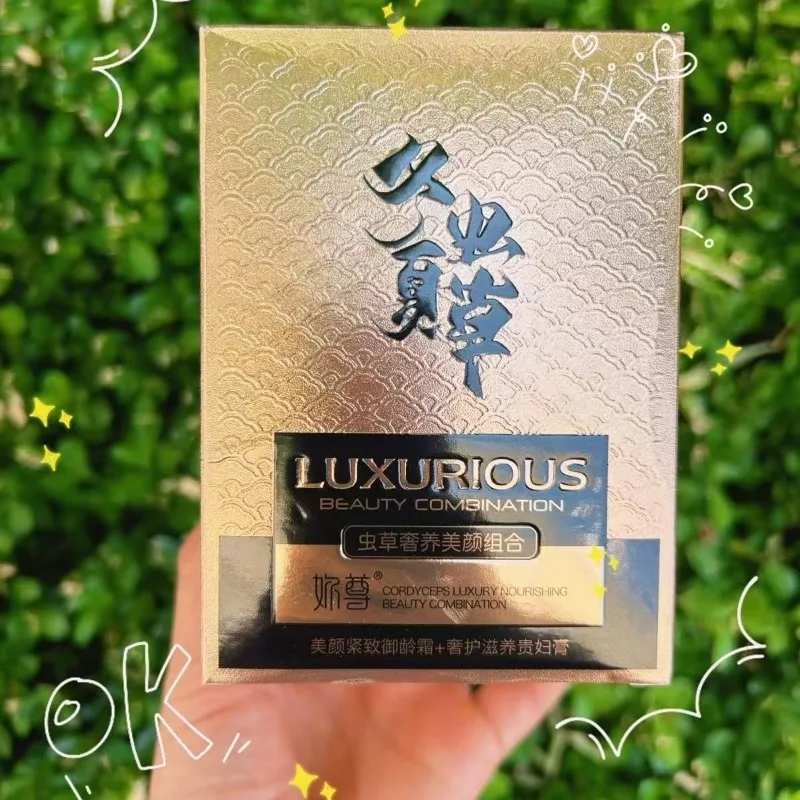 冬虫夏草
LUXURIOUS
BEAUTY COMBINATION
虫草奢养美颜组合
尊®
CORDYCEPS LUXURY NOURISHING
BEAUTY COMBINATION
美颜紧致御龄霜+奢护滋养贵妇膏
OK